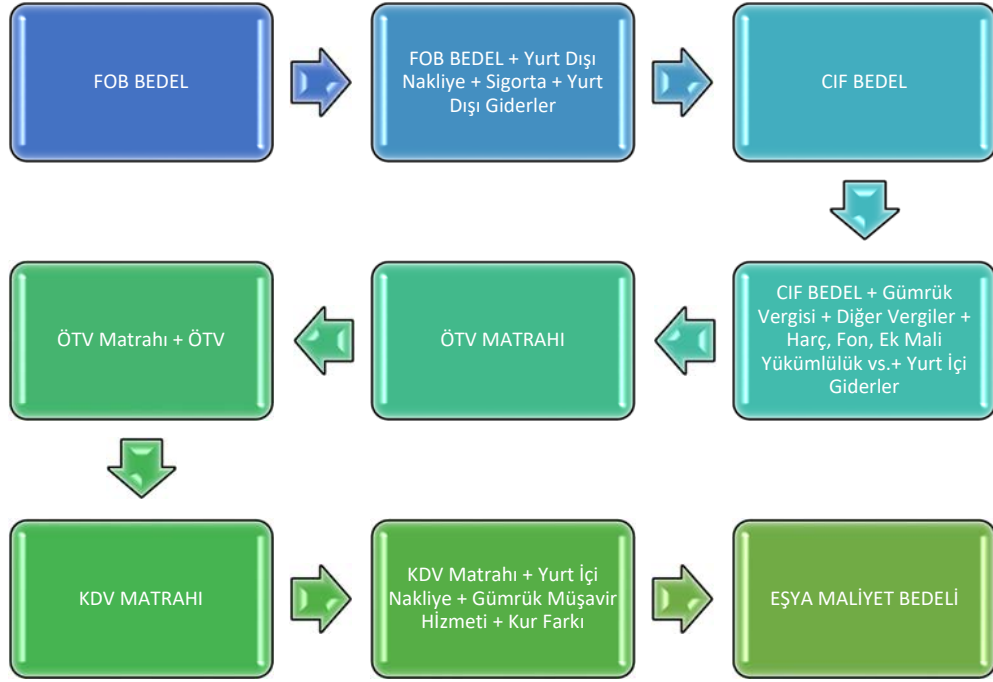 FOB BEDEL
FOB BEDEL + Yurt Dışı
Nakliye + Sigorta + Yurt
Dışı Giderler
CIF BEDEL
CIF BEDEL + Gümrük
Vergisi + Diğer Vergiler +
Harç, Fon, Ek Mali
Yükümlülük vs.+ Yurt İçi
Giderler
ÖTV MATRAHI
ÖTV Matrahı + ÖTV
KDV MATRAHI
KDV Matrahı + Yurt İçi
Nakliye + Gümrük Müşavir
Hİzmeti + Kur Farkı
EŞYA MALİYET BEDELİ